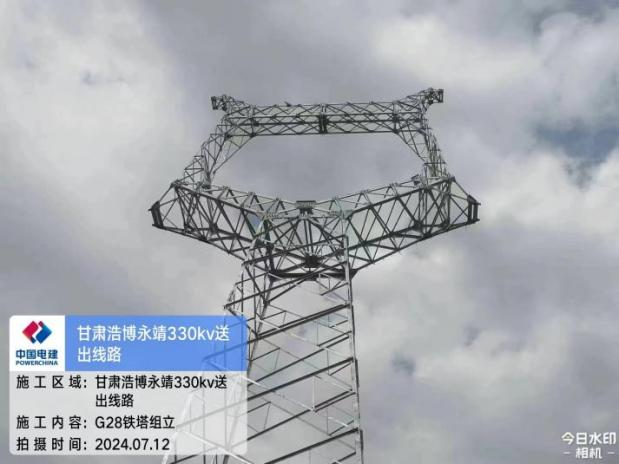 中国电建
POWERCHINA
甘肃浩博永靖330kv送
出线路
施工区域：甘肃浩博永靖330kv送
出线路
施工内容：G28铁塔组立
拍摄时间：2024.07.12
今日水印
相机